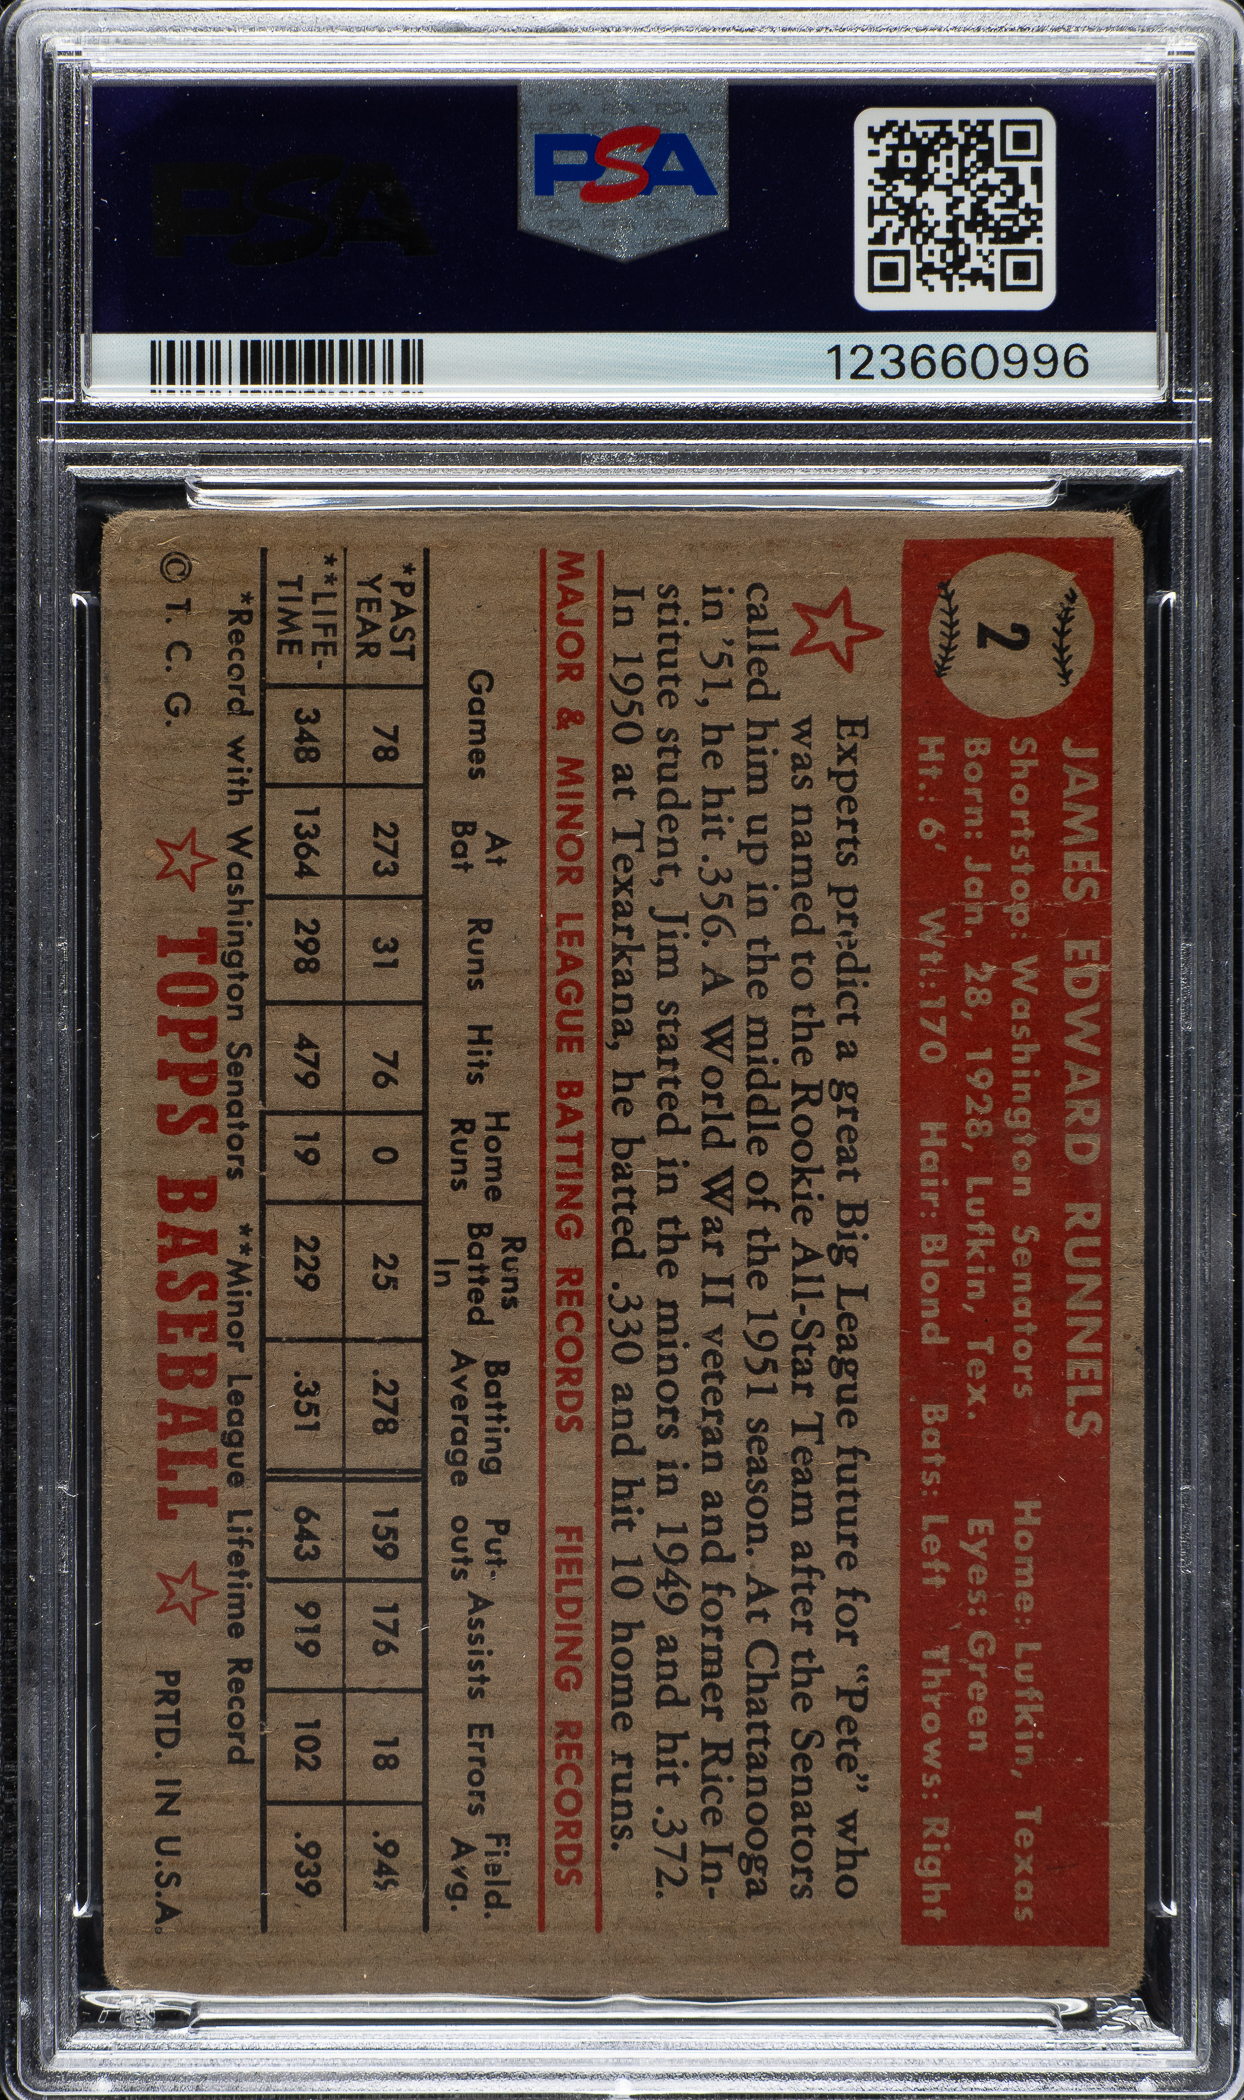 PSA
PSA
123660996
2
JAMES EDWARD RUNNELS
Shortstop: Washington Senators Home: Lufkin, Texas
Born: Jan. 28, 1928, Lufkin, Tex. Eyes: Green
Ht.: 6' Wt.: 170 Hair: Blond Bats: Left Throws: Right
Experts predict a great Big League future for “Pete” who
was named to the Rookie All-Star Team after the Senators
called him up in the middle of the 1951 season. At Chattanooga
in ’51, he hit .356. A World War II veteran and former Rice In-
stitute student, Jim started in the minors in 1949 and hit .372.
In 1950 at Texarkana, he batted .330 and hit 10 home runs.
MAJOR & MINOR LEAGUE BATTING RECORDS FIELDING RECORDS
Games At Bat Runs Hits Home Runs Runs Batted In Batting Average Put-outs Assists Errors Field. Avg.
*PAST YEAR 78 273 31 76 0 25 .278 159 176 18 .949
**LIFE-TIME 348 1364 298 479 19 229 .351 643 919 102 .939
*Record with Washington Senators **Minor League Lifetime Record
© T. C. G. TOPPS BASEBALL PRTD. IN U.S.A.